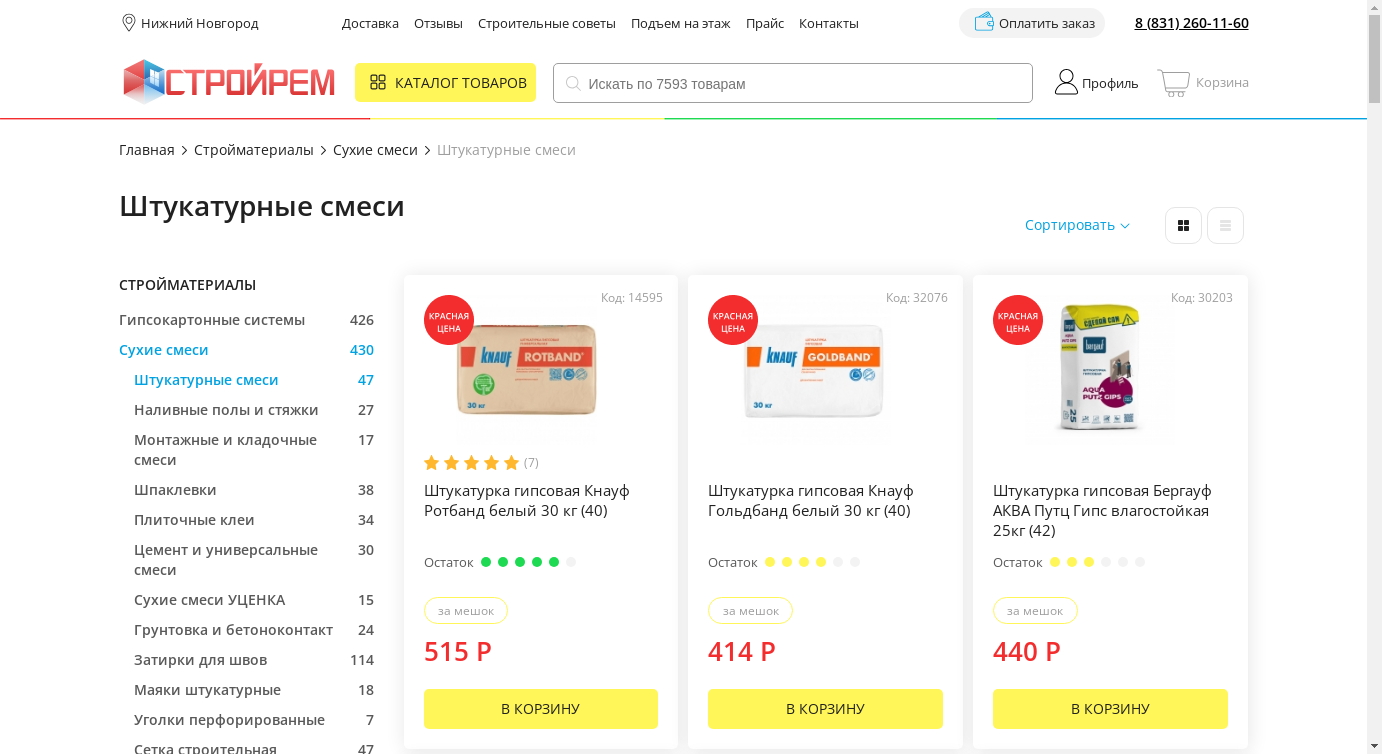 Нижний Новгород
Доставка Отзывы Строительные советы Подъем на этаж Прайс Контакты
Оплатить заказ
8 (831) 260-11-60
СТРОЙРЕМ
КАТАЛОГ ТОВАРОВ
Искать по 7593 товарам
Профиль
Корзина
Главная > Стройматериалы > Сухие смеси > Штукатурные смеси
Штукатурные смеси
Сортировать
СТРОЙМАТЕРИАЛЫ
Гипсокартонные системы 426
Сухие смеси 430
Штукатурные смеси 47
Наливные полы и стяжки 27
Монтажные и кладочные смеси 17
Шпаклевки 38
Плиточные клеи 34
Цемент и универсальные смеси 30
Сухие смеси УЦЕНКА 15
Грунтовка и бетоноконтакт 24
Затирки для швов 114
Маяки штукатурные 18
Уголки перфорированные 7
Сетка строительная 47
Код: 14595
КРАСНАЯ
ЦЕНА
KNAUF ROTBAND
30 кг
(7)
Штукатурка гипсовая Кнауф
Ротбанд белый 30 кг (40)
Остаток
за мешок
515 Р
В КОРЗИНУ
Код: 32076
КРАСНАЯ
ЦЕНА
KNAUF GOLDBAND
30 кг
Штукатурка гипсовая Кнауф
Гольдбанд белый 30 кг (40)
Остаток
за мешок
414 Р
В КОРЗИНУ
Код: 30203
КРАСНАЯ
ЦЕНА
СДЕЛАЙ САМ
bergauf
AQUA
PUTZ GIPS
25
Штукатурка гипсовая Бергауф
АКВА Путц Гипс влагостойкая
25кг (42)
Остаток
за мешок
440 Р
В КОРЗИНУ